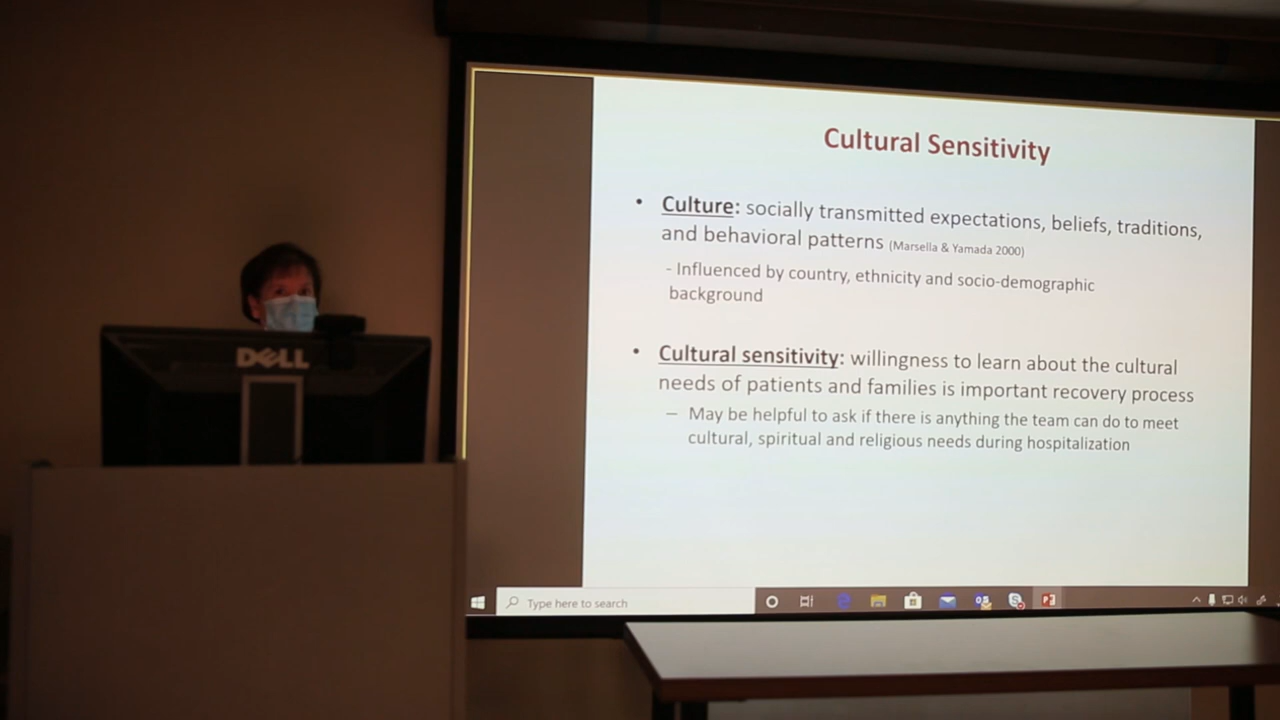 Cultural Sensitivity
• Culture: socially transmitted expectations, beliefs, traditions,
and behavioral patterns (Marsella & Yamada 2000)
- Influenced by country, ethnicity and socio-demographic
background
• Cultural sensitivity: willingness to learn about the cultural
needs of patients and families is important recovery process
– May be helpful to ask if there is anything the team can do to meet
cultural, spiritual and religious needs during hospitalization
DELL
Type here to search